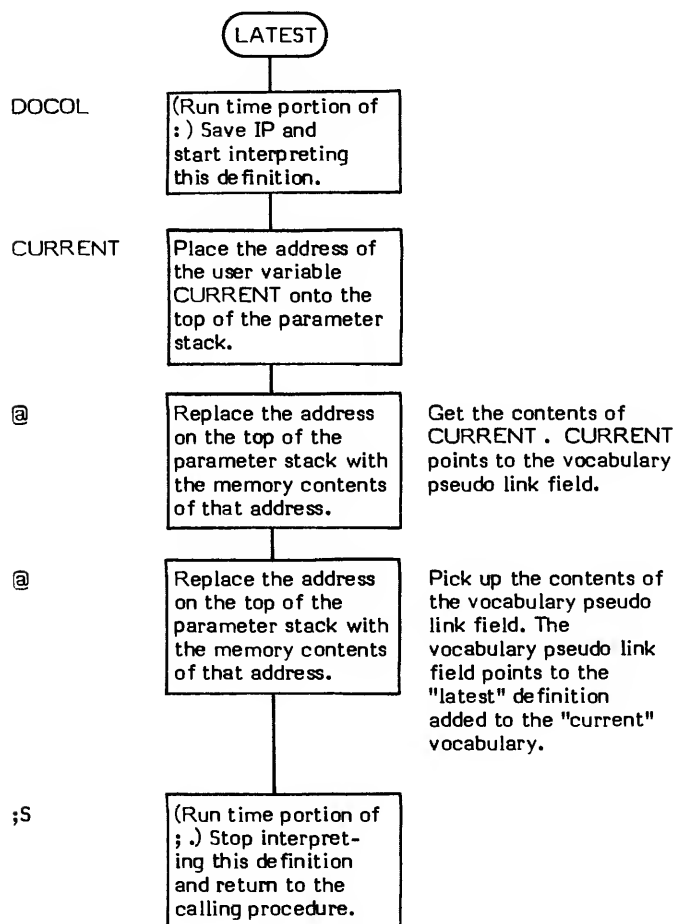 LATEST
DOCOL
(Run time portion of
: ) Save IP and
start interpreting
this definition.
CURRENT
Place the address of
the user variable
CURRENT onto the
top of the parameter
stack.
@
Replace the address
on the top of the
parameter stack with
the memory contents
of that address.
Get the contents of
CURRENT . CURRENT
points to the vocabulary
pseudo link field.
@
Replace the address
on the top of the
parameter stack with
the memory contents
of that address.
Pick up the contents of
the vocabulary pseudo
link field. The
vocabulary pseudo link
field points to the
"latest" definition
added to the "current"
vocabulary.
;S
(Run time portion of
; .) Stop interpret-
ing this definition
and return to the
calling procedure.